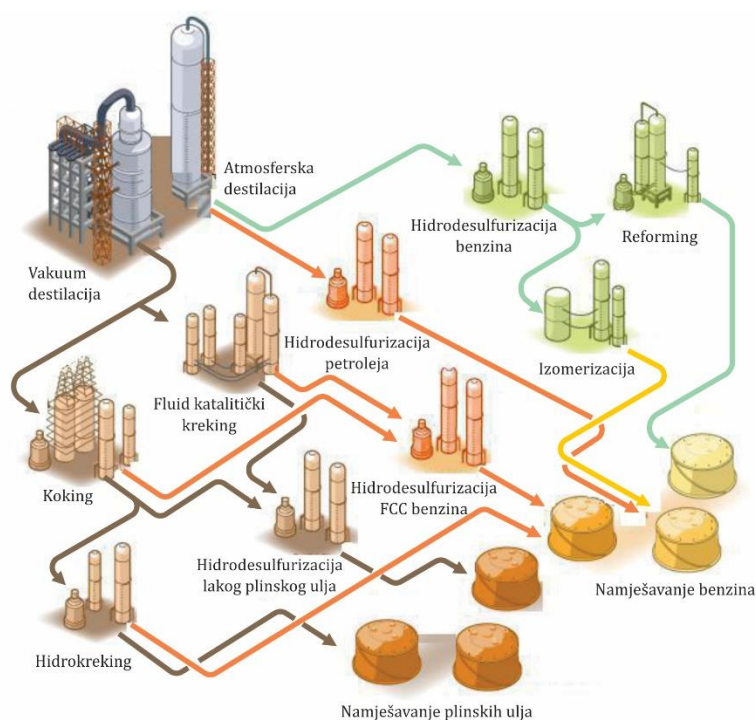 Atmosferska
destilacija
Hidrodesulfurizacija
benzina
Reforming
Vakuum
destilacija
Hidrodesulfurizacija
petroleja
Izomerizacija
Fluid katalitički
kreking
Koking
Hidrodesulfurizacija
FCC benzina
Hidrodesulfurizacija
lakog plinskog ulja
Namješavanje benzina
Hidrokreking
Namješavanje plinskih ulja